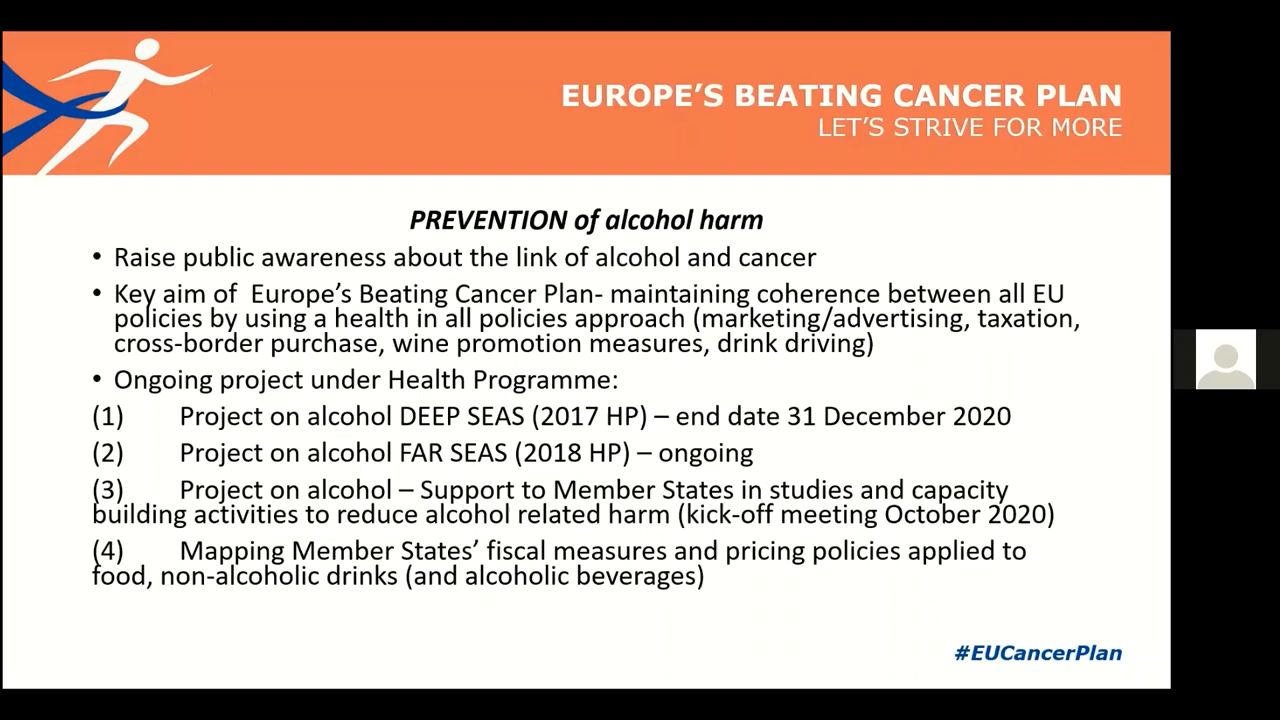 EUROPE'S BEATING CANCER PLAN
LET'S STRIVE FOR MORE
PREVENTION of alcohol harm
• Raise public awareness about the link of alcohol and cancer
• Key aim of  Europe's Beating Cancer Plan- maintaining coherence between all EU
policies by using a health in all policies approach (marketing/advertising, taxation,
cross-border purchase, wine promotion measures, drink driving)
• Ongoing project under Health Programme:
(1) Project on alcohol DEEP SEAS (2017 HP) – end date 31 December 2020
(2) Project on alcohol FAR SEAS (2018 HP) – ongoing
(3) Project on alcohol – Support to Member States in studies and capacity
building activities to reduce alcohol related harm (kick-off meeting October 2020)
(4) Mapping Member States' fiscal measures and pricing policies applied to
food, non-alcoholic drinks (and alcoholic beverages)
#EUCancerPlan